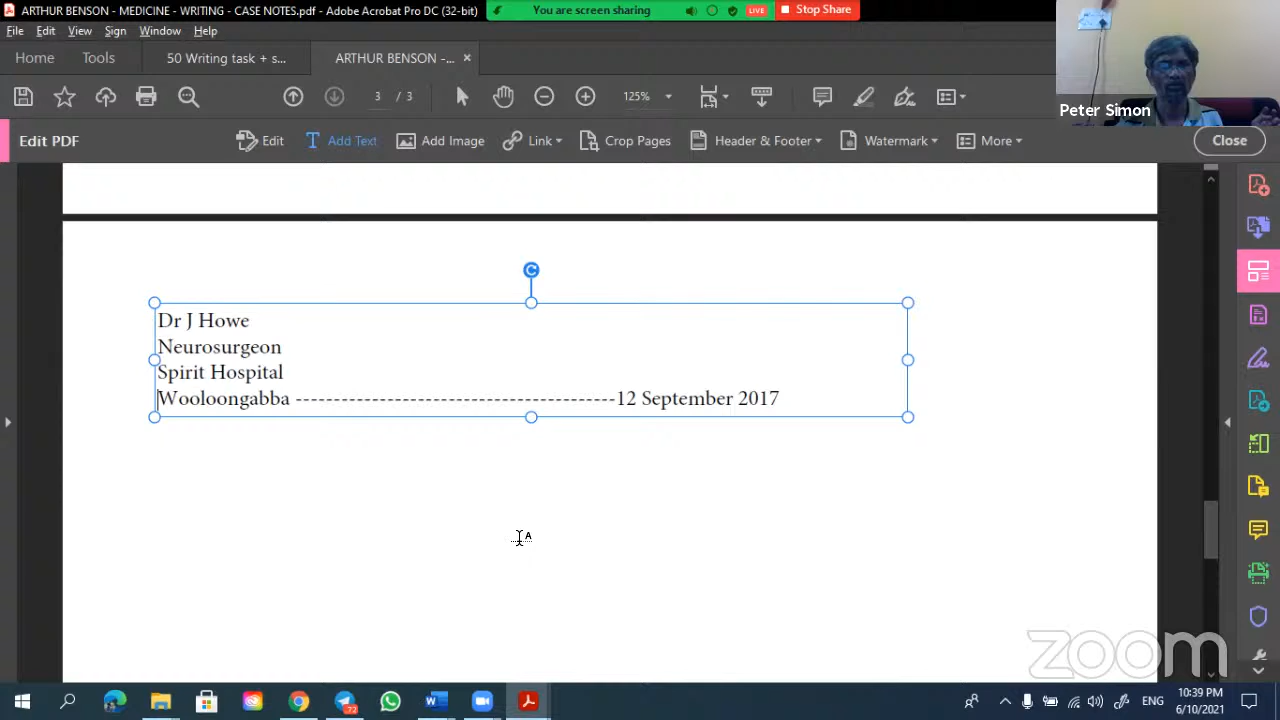 ARTHUR BENSON - MEDICINE - WRITING - CASE NOTES.pdf - Adobe Acrobat Pro DC (32-bit)
You are screen sharing
LIVE
Stop Share
File Edit View Sign Window Help
Home Tools 50 Writing task + s... ARTHUR BENSON -... ×
3 / 3 125%
Peter Simon
Edit PDF Edit Add Text Add Image Link Crop Pages Header & Footer Watermark More Close
Dr J Howe
Neurosurgeon
Spirit Hospital
Wooloongabba ------------------------------------------12 September 2017
A
zoom
72
ENG
10:39 PM
6/10/2021